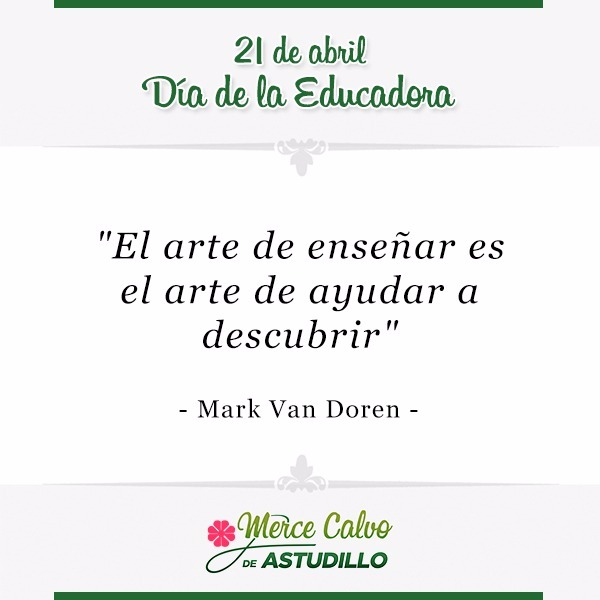 21 de abril
Día de la Educadora
"El arte de enseñar es
el arte de ayudar a
descubrir"
- Mark Van Doren -
Merce Calvo
DE ASTUDILLO